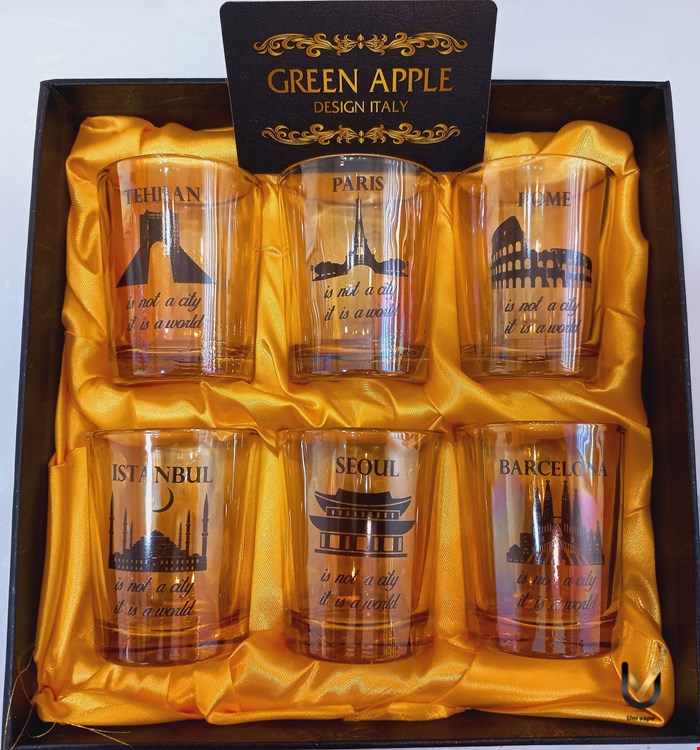 GREEN APPLE
DESIGN ITALY
TEHRAN
is not a city
it is a world
PARIS
is not a city
it is a world
ROME
is not a city
it is a world
ISTANBUL
is not a city
it is a world
SEOUL
is not a city
it is a world
BARCELONA
is not a city
it is a world
Uni vape